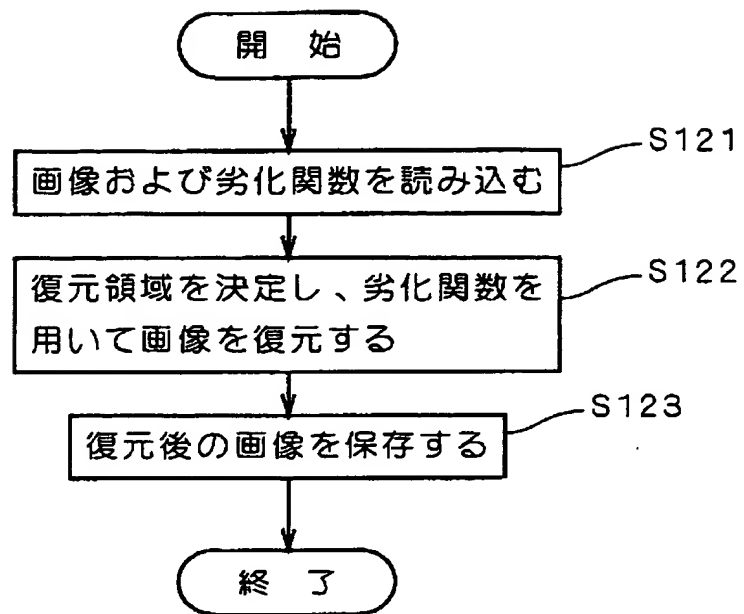 開 始
S121
画像および劣化関数を読み込む
S122
復元領域を決定し、劣化関数を
用いて画像を復元する
S123
復元後の画像を保存する
終 了